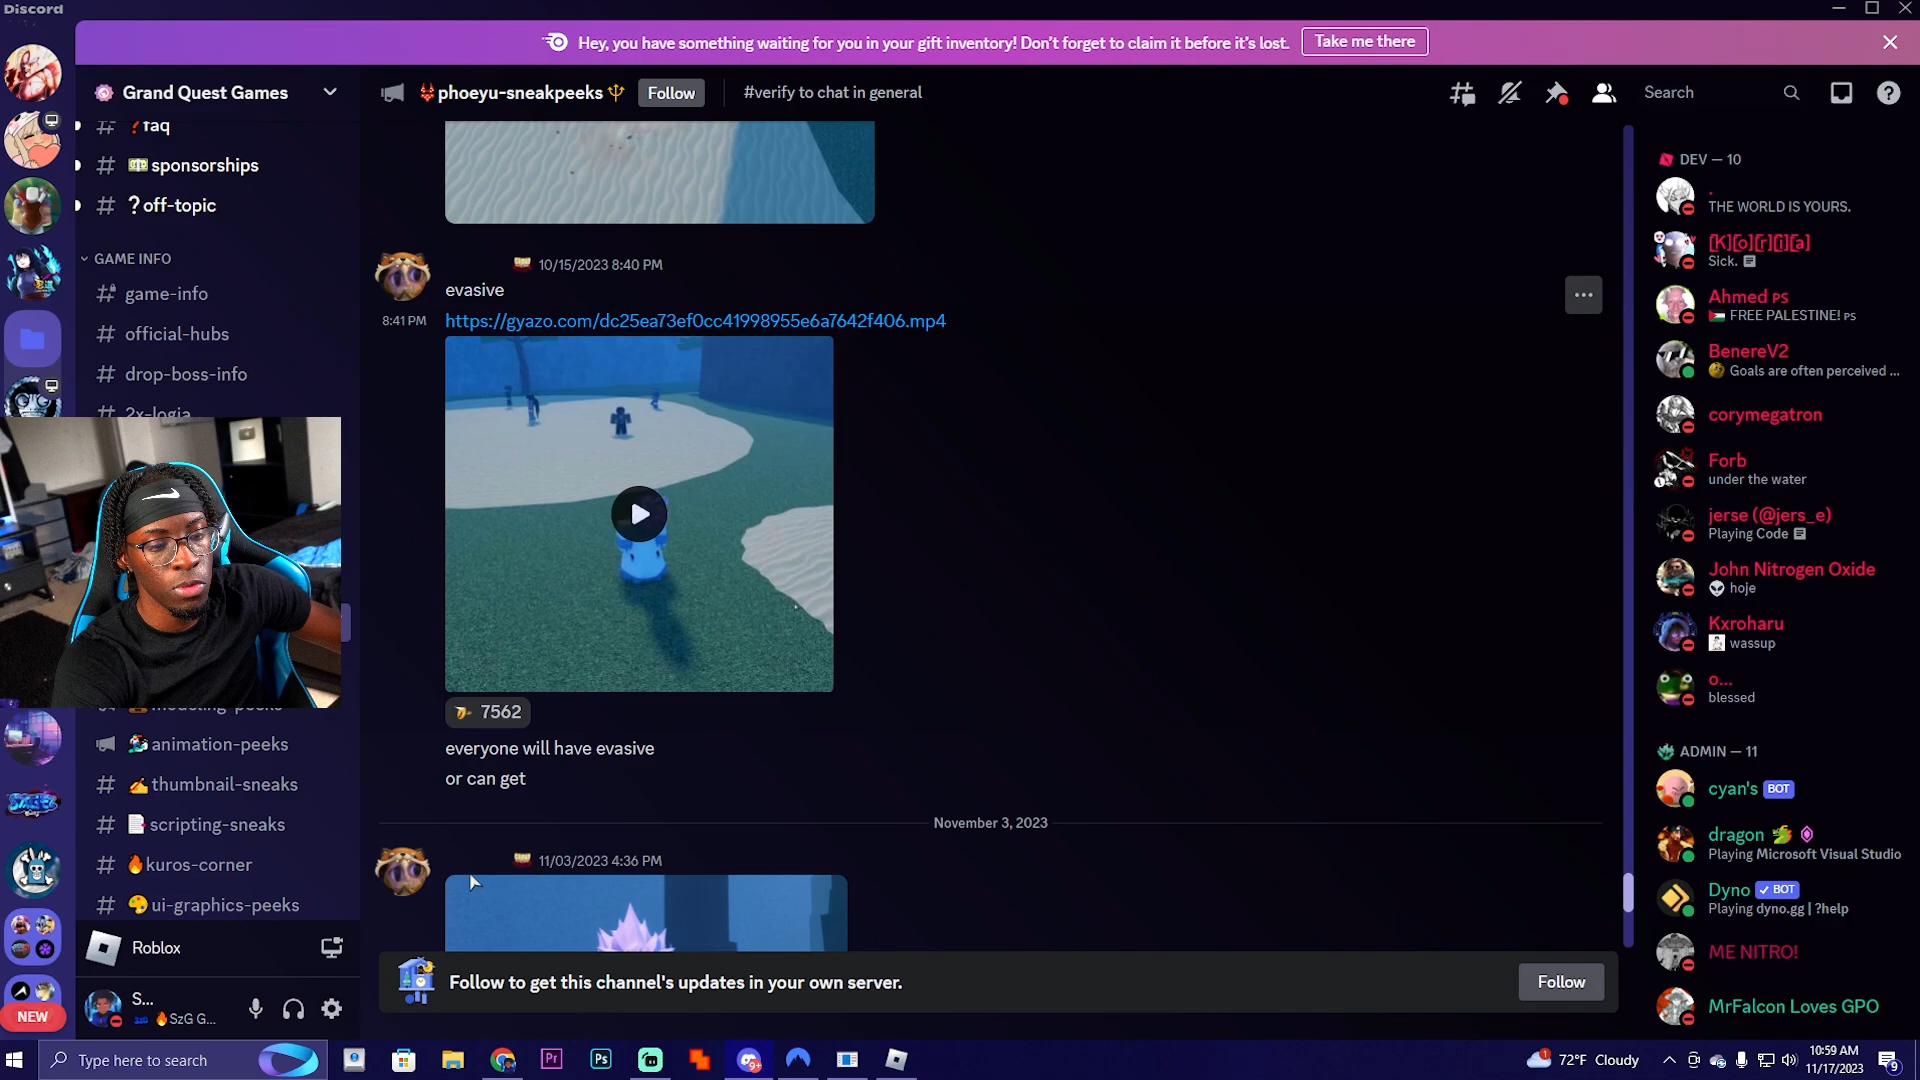 Discord
Hey, you have something waiting for you in your gift inventory! Don't forget to claim it before it's lost.
Take me there
Grand Quest Games
phoeyu-sneakpeeks
Follow
#verify to chat in general
Search
faq
sponsorships
?off-topic
GAME INFO
game-info
official-hubs
drop-boss-info
2x-logia
animation-peeks
thumbnail-sneaks
scripting-sneaks
kuros-corner
ui-graphics-peeks
Roblox
S...
SzG G...
NEW
10/15/2023 8:40 PM
evasive
8:41 PM
https://gyazo.com/dc25ea73ef0cc41998955e6a7642f406.mp4
7562
everyone will have evasive
or can get
November 3, 2023
11/03/2023 4:36 PM
Follow to get this channel's updates in your own server.
Follow
DEV — 10
.
THE WORLD IS YOURS.
[K][o][r][i][a]
Sick.
Ahmed PS
FREE PALESTINE! PS
BenereV2
Goals are often perceived ...
corymegatron
Forb
under the water
jerse (@jers_e)
Playing Code
John Nitrogen Oxide
hoje
Kxroharu
wassup
o...
blessed
ADMIN — 11
cyan's BOT
dragon
Playing Microsoft Visual Studio
Dyno BOT
Playing dyno.gg | ?help
ME NITRO!
MrFalcon Loves GPO
Type here to search
Pr
Ps
9+
72°F Cloudy
10:59 AM
11/17/2023
9